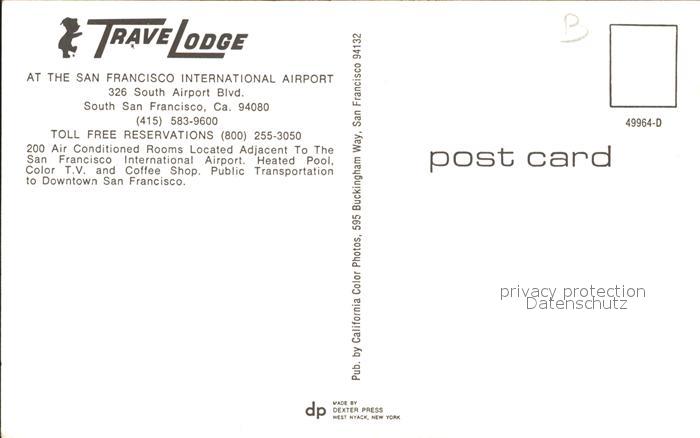 TRAVELODGE
AT THE SAN FRANCISCO INTERNATIONAL AIRPORT
326 South Airport Blvd.
South San Francisco, Ca. 94080
(415) 583-9600
TOLL FREE RESERVATIONS (800) 255-3050
200 Air Conditioned Rooms Located Adjacent To The
San Francisco International Airport. Heated Pool,
Color T.V. and Coffee Shop. Public Transportation
to Downtown San Francisco.
Pub. by California Color Photos, 595 Buckingham Way, San Francisco 94132
B
49964-D
post card
privacy protection
Datenschutz
dp
MADE BY
DEXTER PRESS
WEST NYACK, NEW YORK